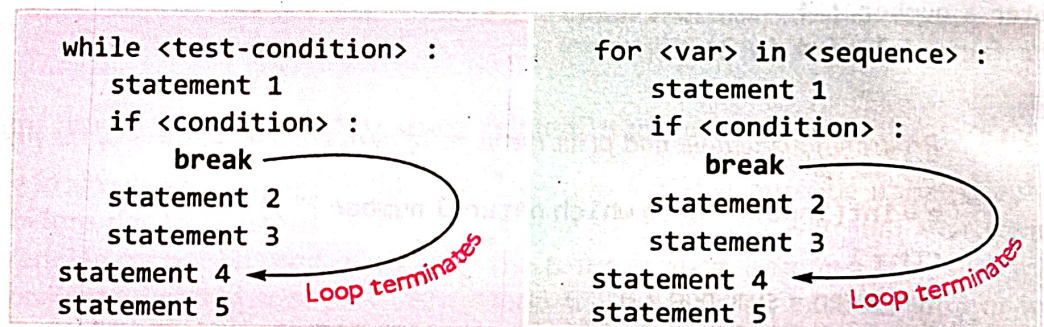 while <test-condition> :
statement 1
if <condition> :
break
statement 2
statement 3
statement 4
Loop terminates
statement 5
for <var> in <sequence> :
statement 1
if <condition> :
break
statement 2
statement 3
statement 4
Loop terminates
statement 5